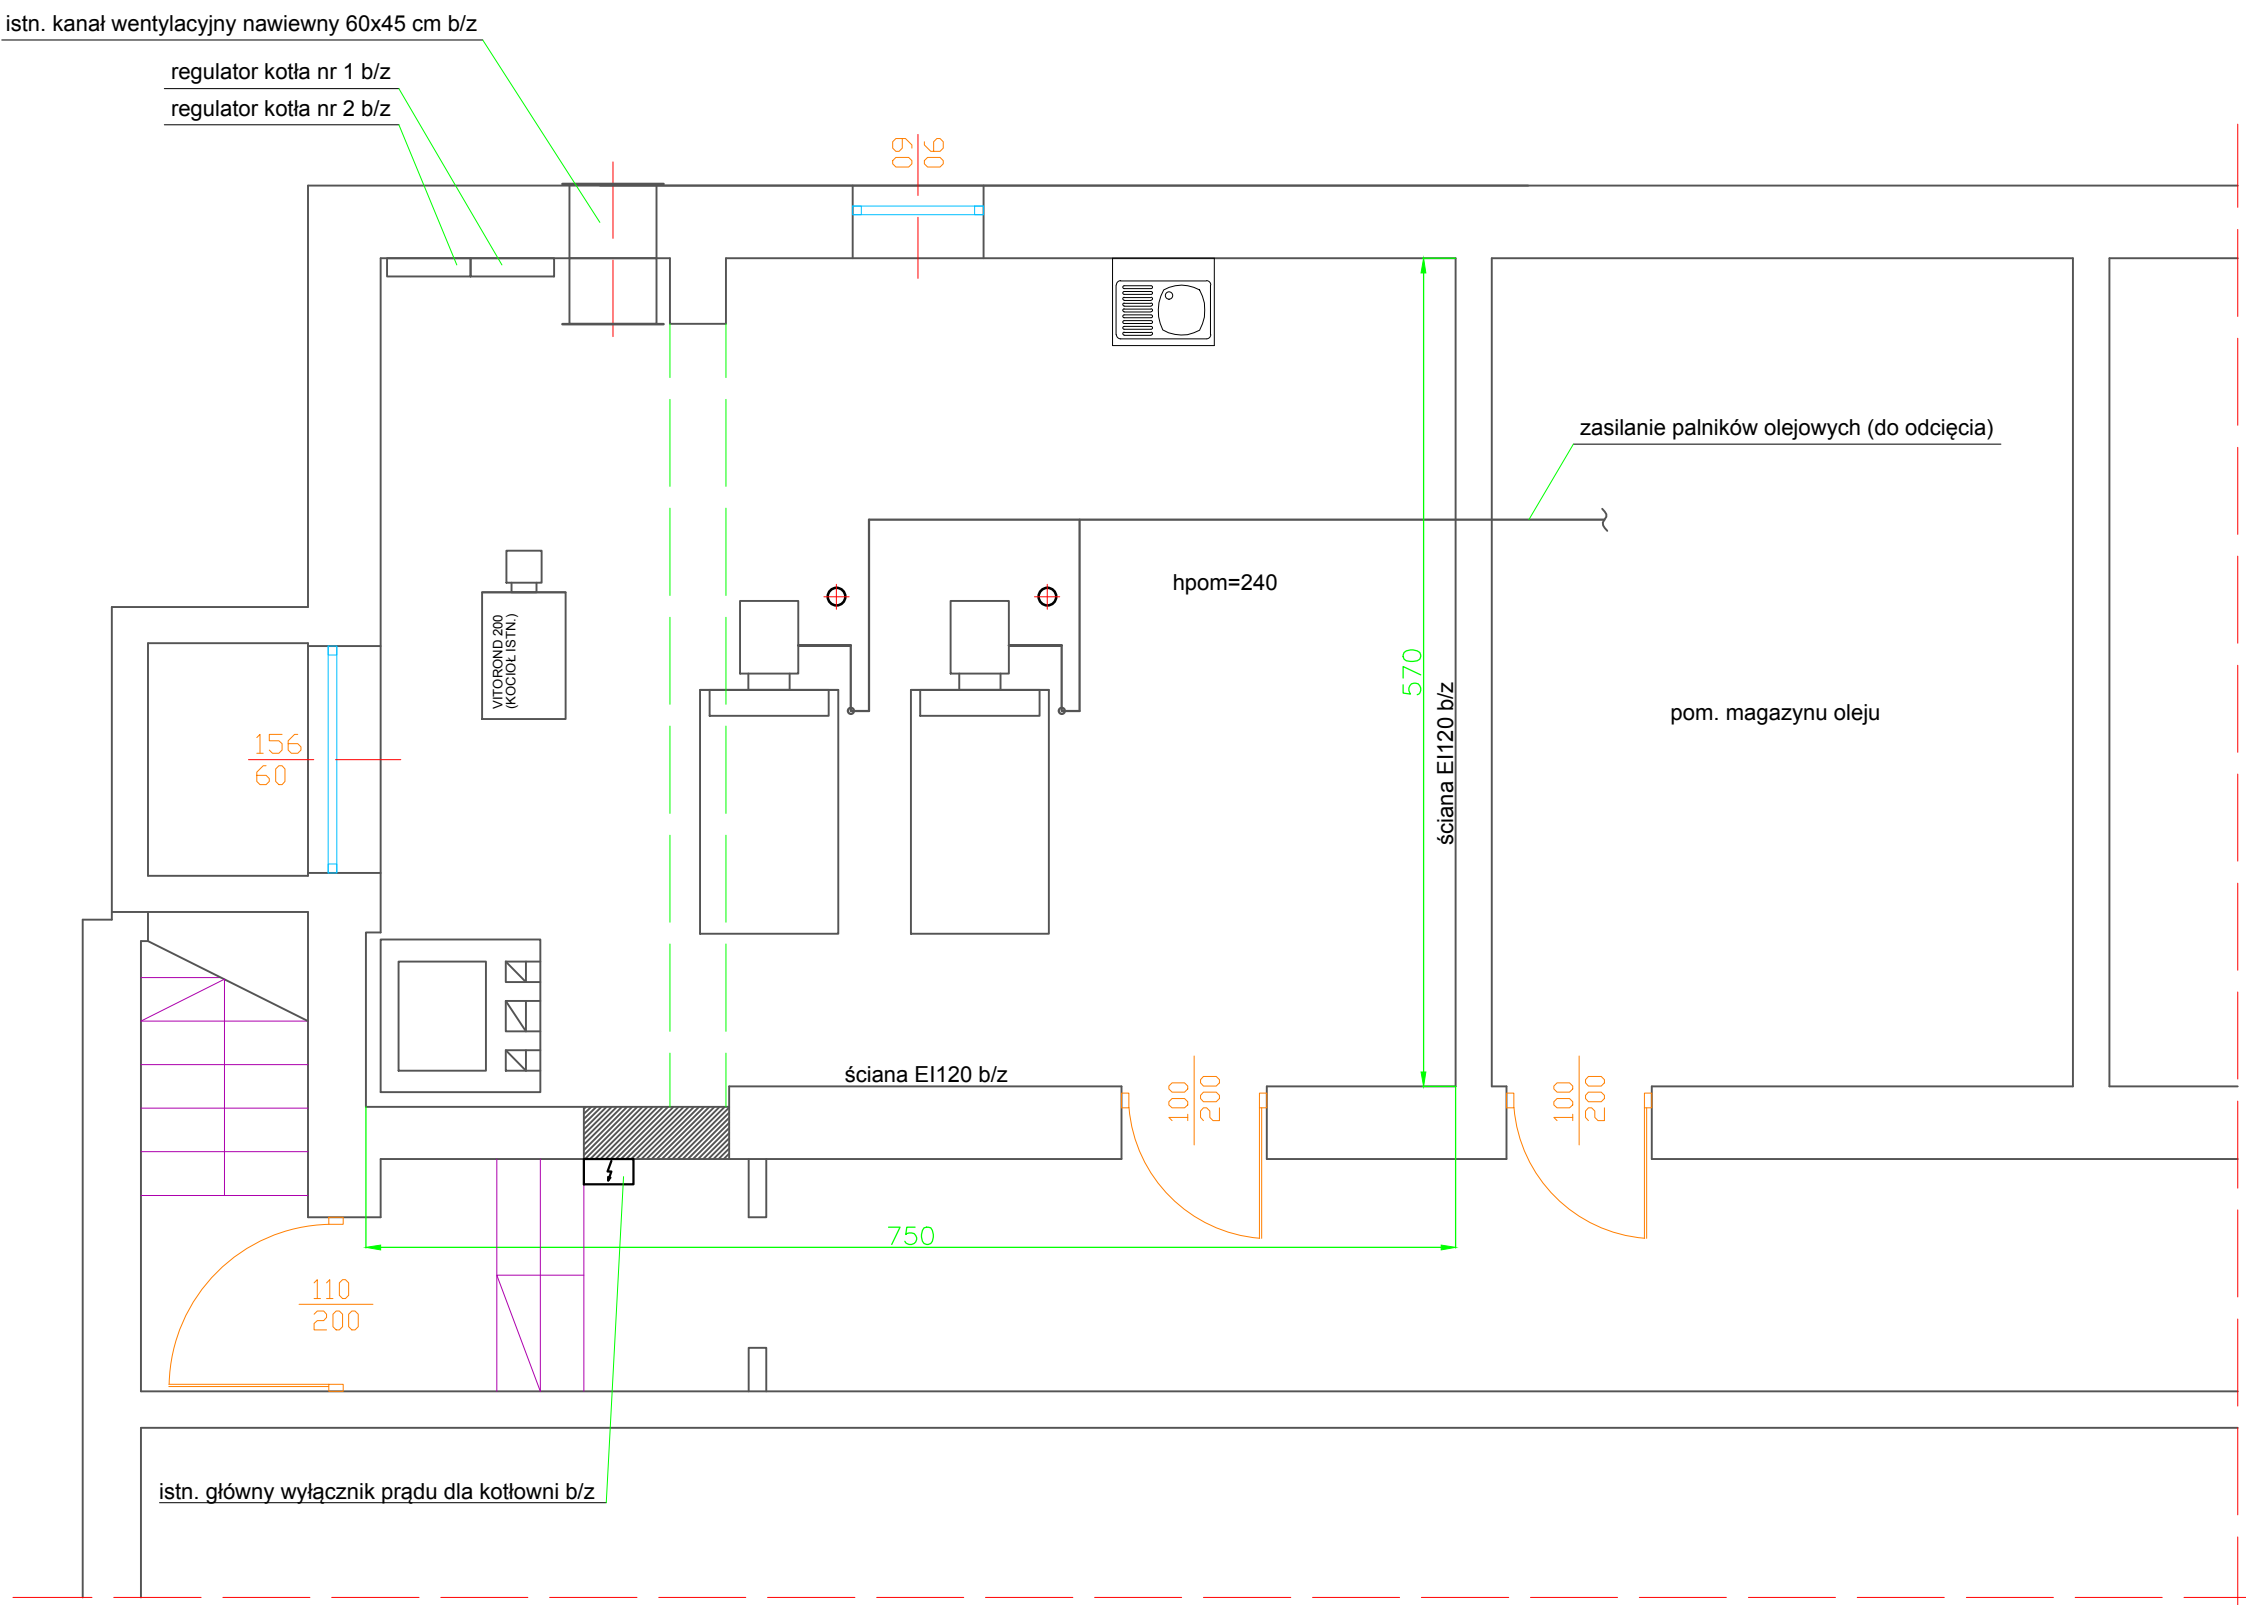 istn. kanał wentylacyjny nawiewny 60x45 cm b/z
regulator kotła nr 1 b/z
regulator kotła nr 2 b/z
60
90
zasilanie palników olejowych (do odcięcia)
hpom=240
VITOROND 200
(KOCIOŁ ISTN.)
570
ściana EI120 b/z
pom. magazynu oleju
156
60
ściana EI120 b/z
100
200
100
200
750
110
200
istn. główny wyłącznik prądu dla kotłowni b/z